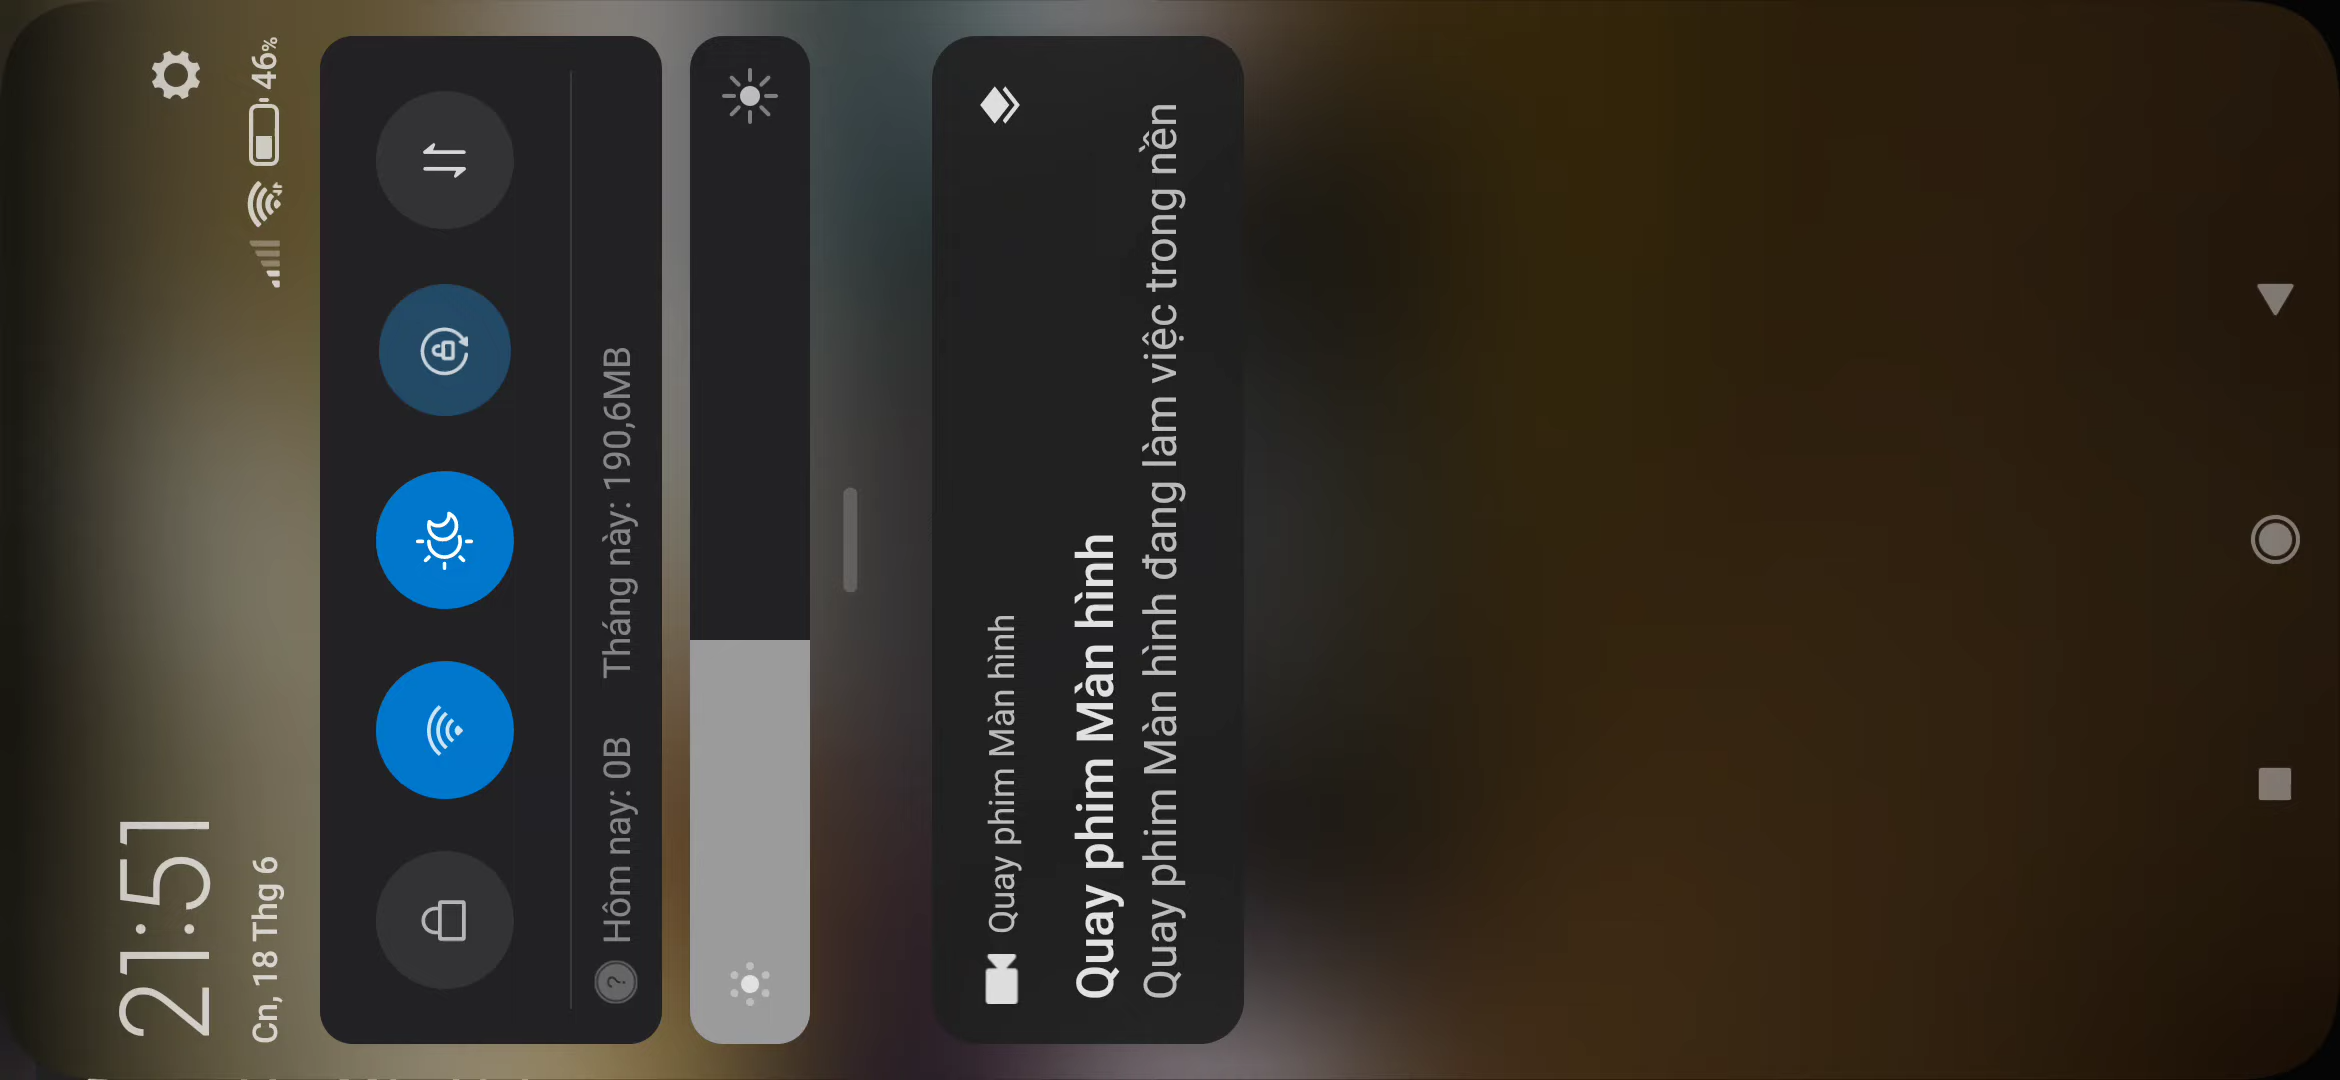 21:51
Cn, 18 Thg 6
46%
Hôm nay: 0B Tháng này: 190,6MB
Quay phim Màn hình
Quay phim Màn hình
Quay phim Màn hình đang làm việc trong nền